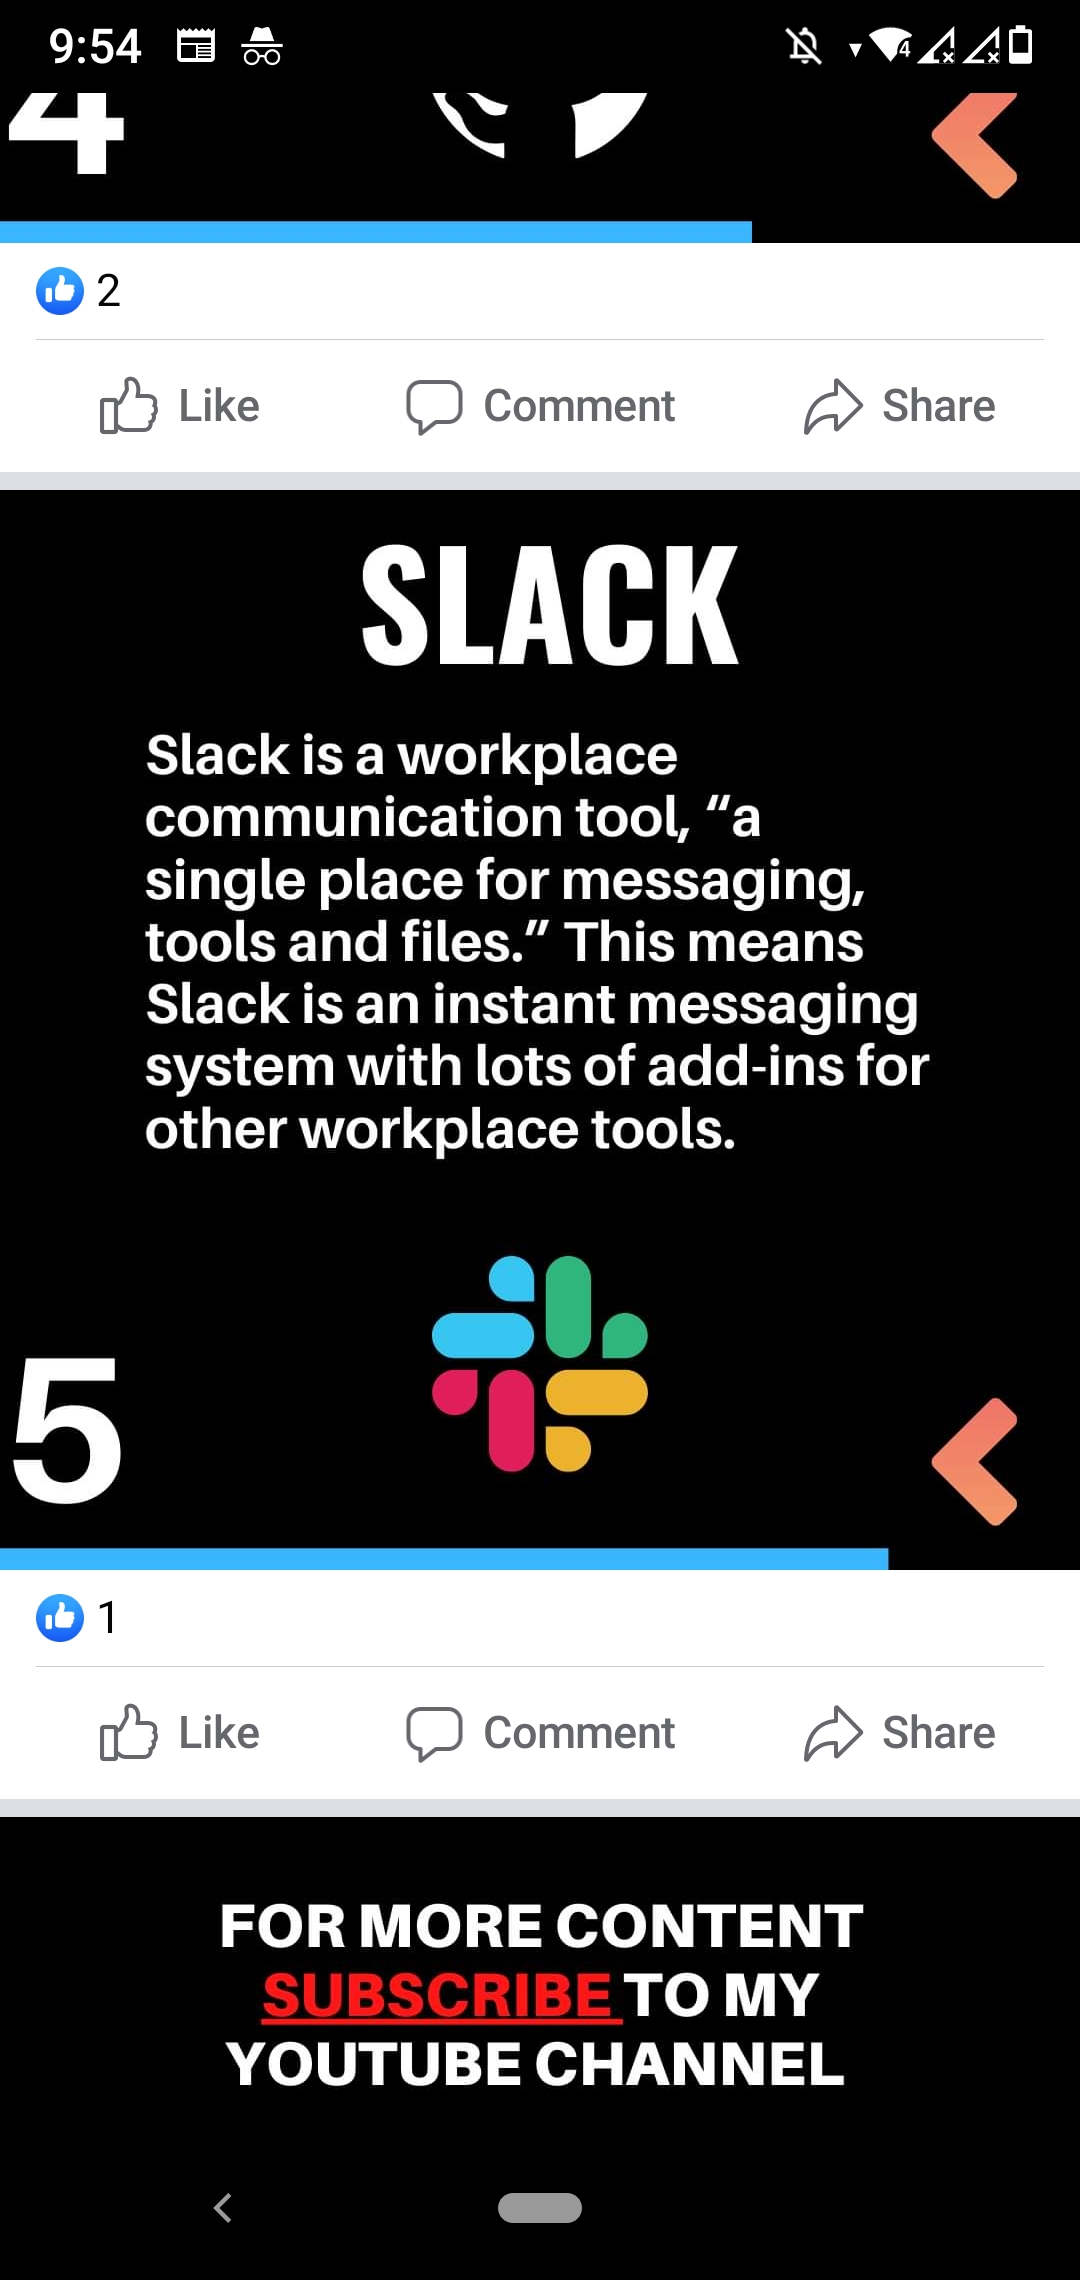 9:54
4
4
2
Like Comment Share
SLACK
Slack is a workplace
communication tool, “a
single place for messaging,
tools and files.” This means
Slack is an instant messaging
system with lots of add-ins for
other workplace tools.
5
1
Like Comment Share
FOR MORE CONTENT
SUBSCRIBE TO MY
YOUTUBE CHANNEL